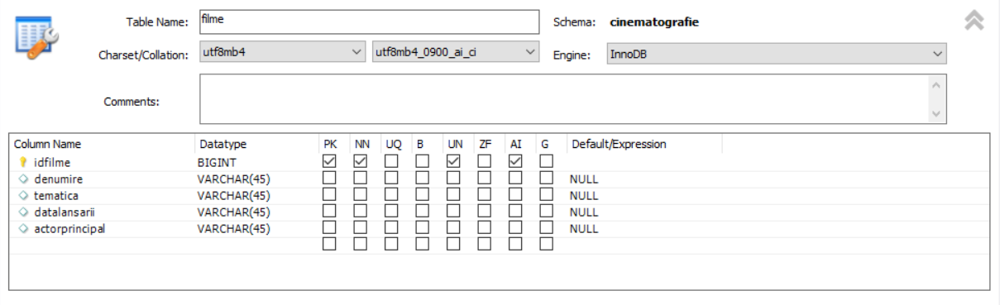 Table Name: filme Schema: cinematografie
Charset/Collation: utf8mb4 utf8mb4_0900_ai_ci Engine: InnoDB
Comments:
Column Name Datatype PK NN UQ B UN ZF AI G Default/Expression
idfilme BIGINT
denumire VARCHAR(45) NULL
tematica VARCHAR(45) NULL
datalansarii VARCHAR(45) NULL
actorprincipal VARCHAR(45) NULL